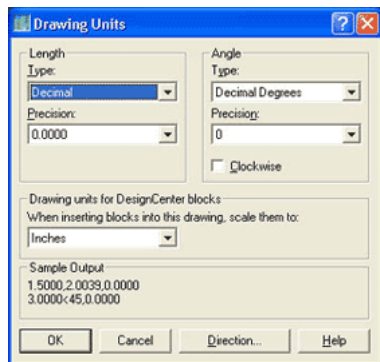 Drawing Units
Length
Type:
Decimal
Precision:
0.0000
Angle
Type:
Decimal Degrees
Precision:
0
Clockwise
Drawing units for DesignCenter blocks
When inserting blocks into this drawing, scale them to:
Inches
Sample Output
1.5000,2.0039,0.0000
3.0000<45,0.0000
OK
Cancel
Direction...
Help